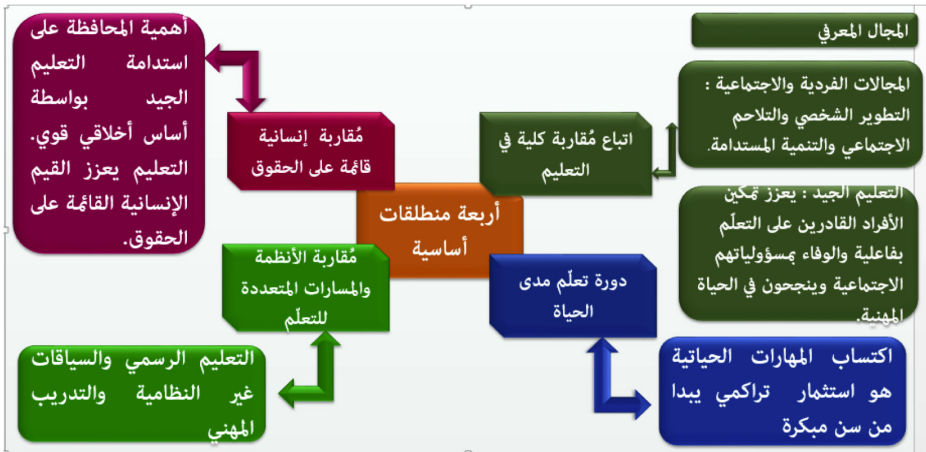 المجال المعرفي
المجالات الفردية والاجتماعية :
التطوير الشخصي والتلاحم
الاجتماعي والتنمية المستدامة.
التعليم الجيد : يعزز تمكين
الأفراد القادرين على التعلّم
بفاعلية والوفاء بمسؤولياتهم
الاجتماعية وينجحون في الحياة
المهنية.
اتباع مُقاربة كلية في
التعليم
أربعة منطلقات
أساسية
مُقاربة إنسانية
قائمة على الحقوق
أهمية المحافظة على
استدامة التعليم
الجيد بواسطة
أساس أخلاقي قوي.
التعليم يعزز القيم
الإنسانية القائمة على
الحقوق.
دورة تعلّم مدى
الحياة
اكتساب المهارات الحياتية
هو استثمار تراكمي يبدا
من سن مبكرة
مُقاربة الأنظمة
والمسارات المتعددة
للتعلّم
التعليم الرسمي والسياقات
غير النظامية والتدريب
المهني